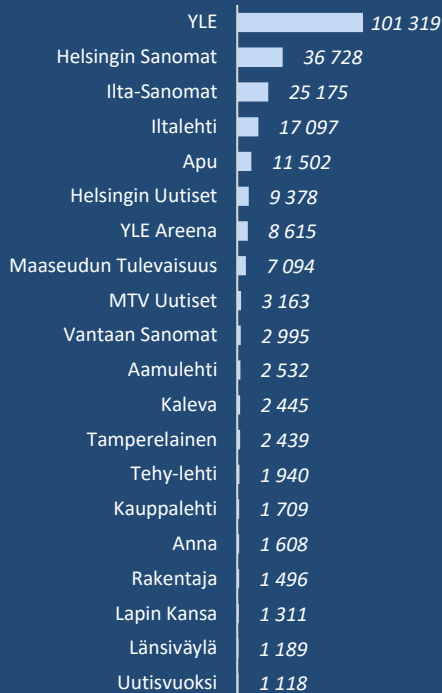 YLE 101 319
Helsingin Sanomat 36 728
Ilta-Sanomat 25 175
Iltalehti 17 097
Apu 11 502
Helsingin Uutiset 9 378
YLE Areena 8 615
Maaseudun Tulevaisuus 7 094
MTV Uutiset 3 163
Vantaan Sanomat 2 995
Aamulehti 2 532
Kaleva 2 445
Tamperelainen 2 439
Tehy-lehti 1 940
Kauppalehti 1 709
Anna 1 608
Rakentaja 1 496
Lapin Kansa 1 311
Länsiväylä 1 189
Uutisvuoksi 1 118